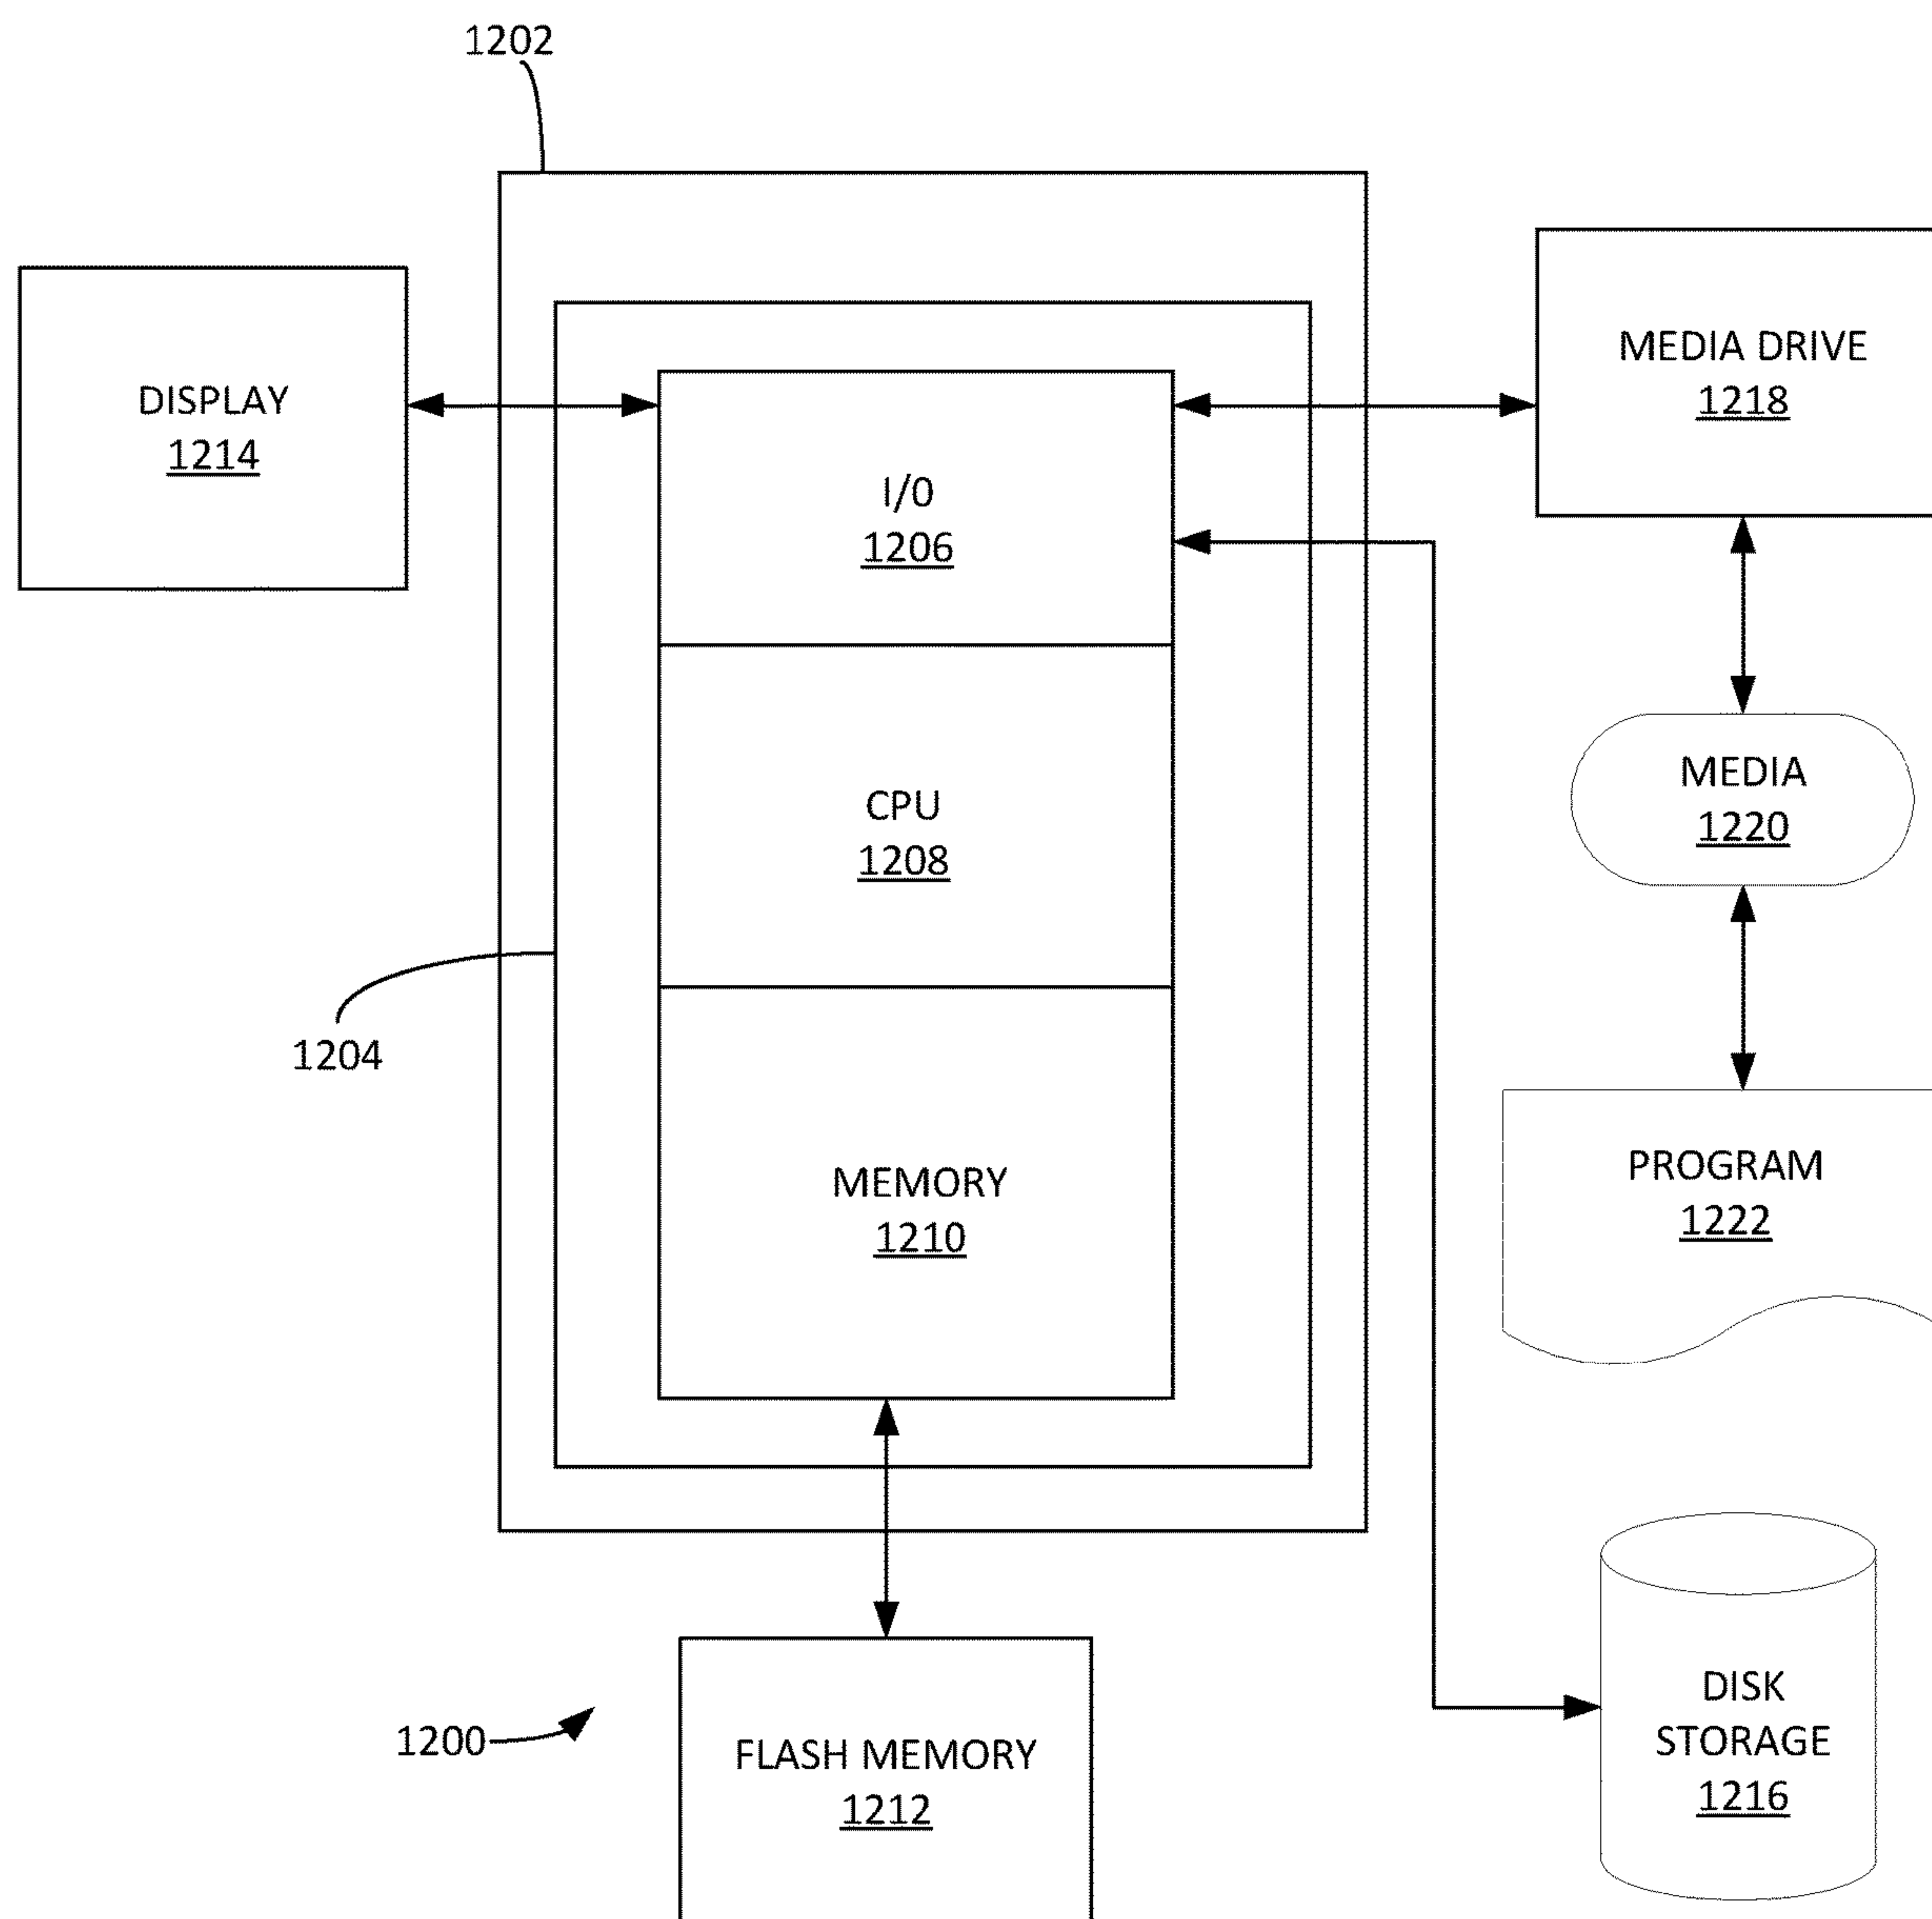 1202
DISPLAY
1214
I/0
1206
CPU
1208
MEMORY
1210
1204
MEDIA DRIVE
1218
MEDIA
1220
PROGRAM
1222
1200
FLASH MEMORY
1212
DISK
STORAGE
1216